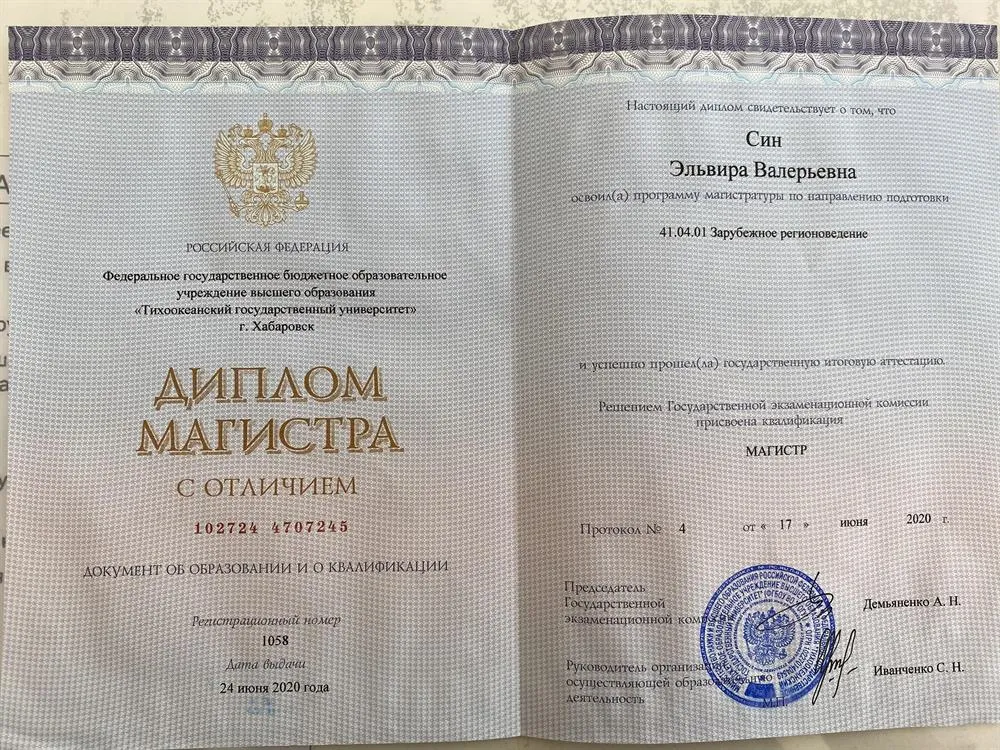 РОССИЙСКАЯ ФЕДЕРАЦИЯ
Федеральное государственное бюджетное образовательное
учреждение высшего образования
«Тихоокеанский государственный университет»
г. Хабаровск
ДИПЛОМ
МАГИСТРА
С ОТЛИЧИЕМ
102724 4707245
ДОКУМЕНТ ОБ ОБРАЗОВАНИИ И О КВАЛИФИКАЦИИ
Регистрационный номер
1058
Дата выдачи
24 июня 2020 года
Настоящий диплом свидетельствует о том, что
Син
Эльвира Валерьевна
освоил(а) программу магистратуры по направлению подготовки
41.04.01 Зарубежное регионоведение
и успешно прошел(ла) государственную итоговую аттестацию.
Решением Государственной экзаменационной комиссии
присвоена квалификация
МАГИСТР
Протокол № 4 от « 17 » июня 2020 г.
Председатель
Государственной
экзаменационной
Демьяненко А. Н.
Руководитель
осуществляющей
деятельность
Иванченко С. Н.
М.П.